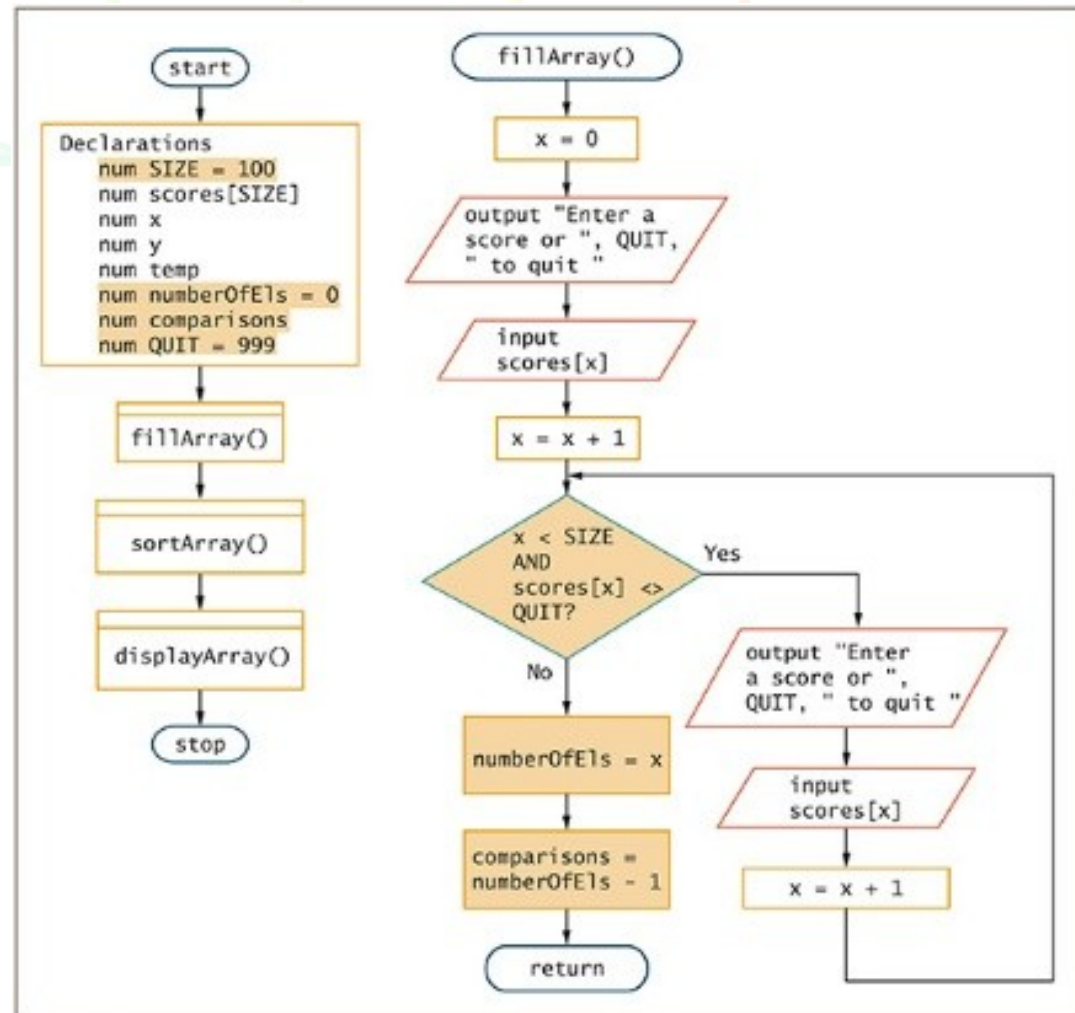 start
Declarations
num SIZE = 100
num scores[SIZE]
num x
num y
num temp
num numberOfEls = 0
num comparisons
num QUIT = 999
fillArray()
sortArray()
displayArray()
stop
fillArray()
x = 0
output "Enter a
score or ", QUIT,
" to quit "
input
scores[x]
x = x + 1
x < SIZE
AND
scores[x] <>
QUIT?
Yes
output "Enter
a score or ",
QUIT, " to quit "
input
scores[x]
x = x + 1
No
numberOfEls = x
comparisons =
numberOfEls - 1
return